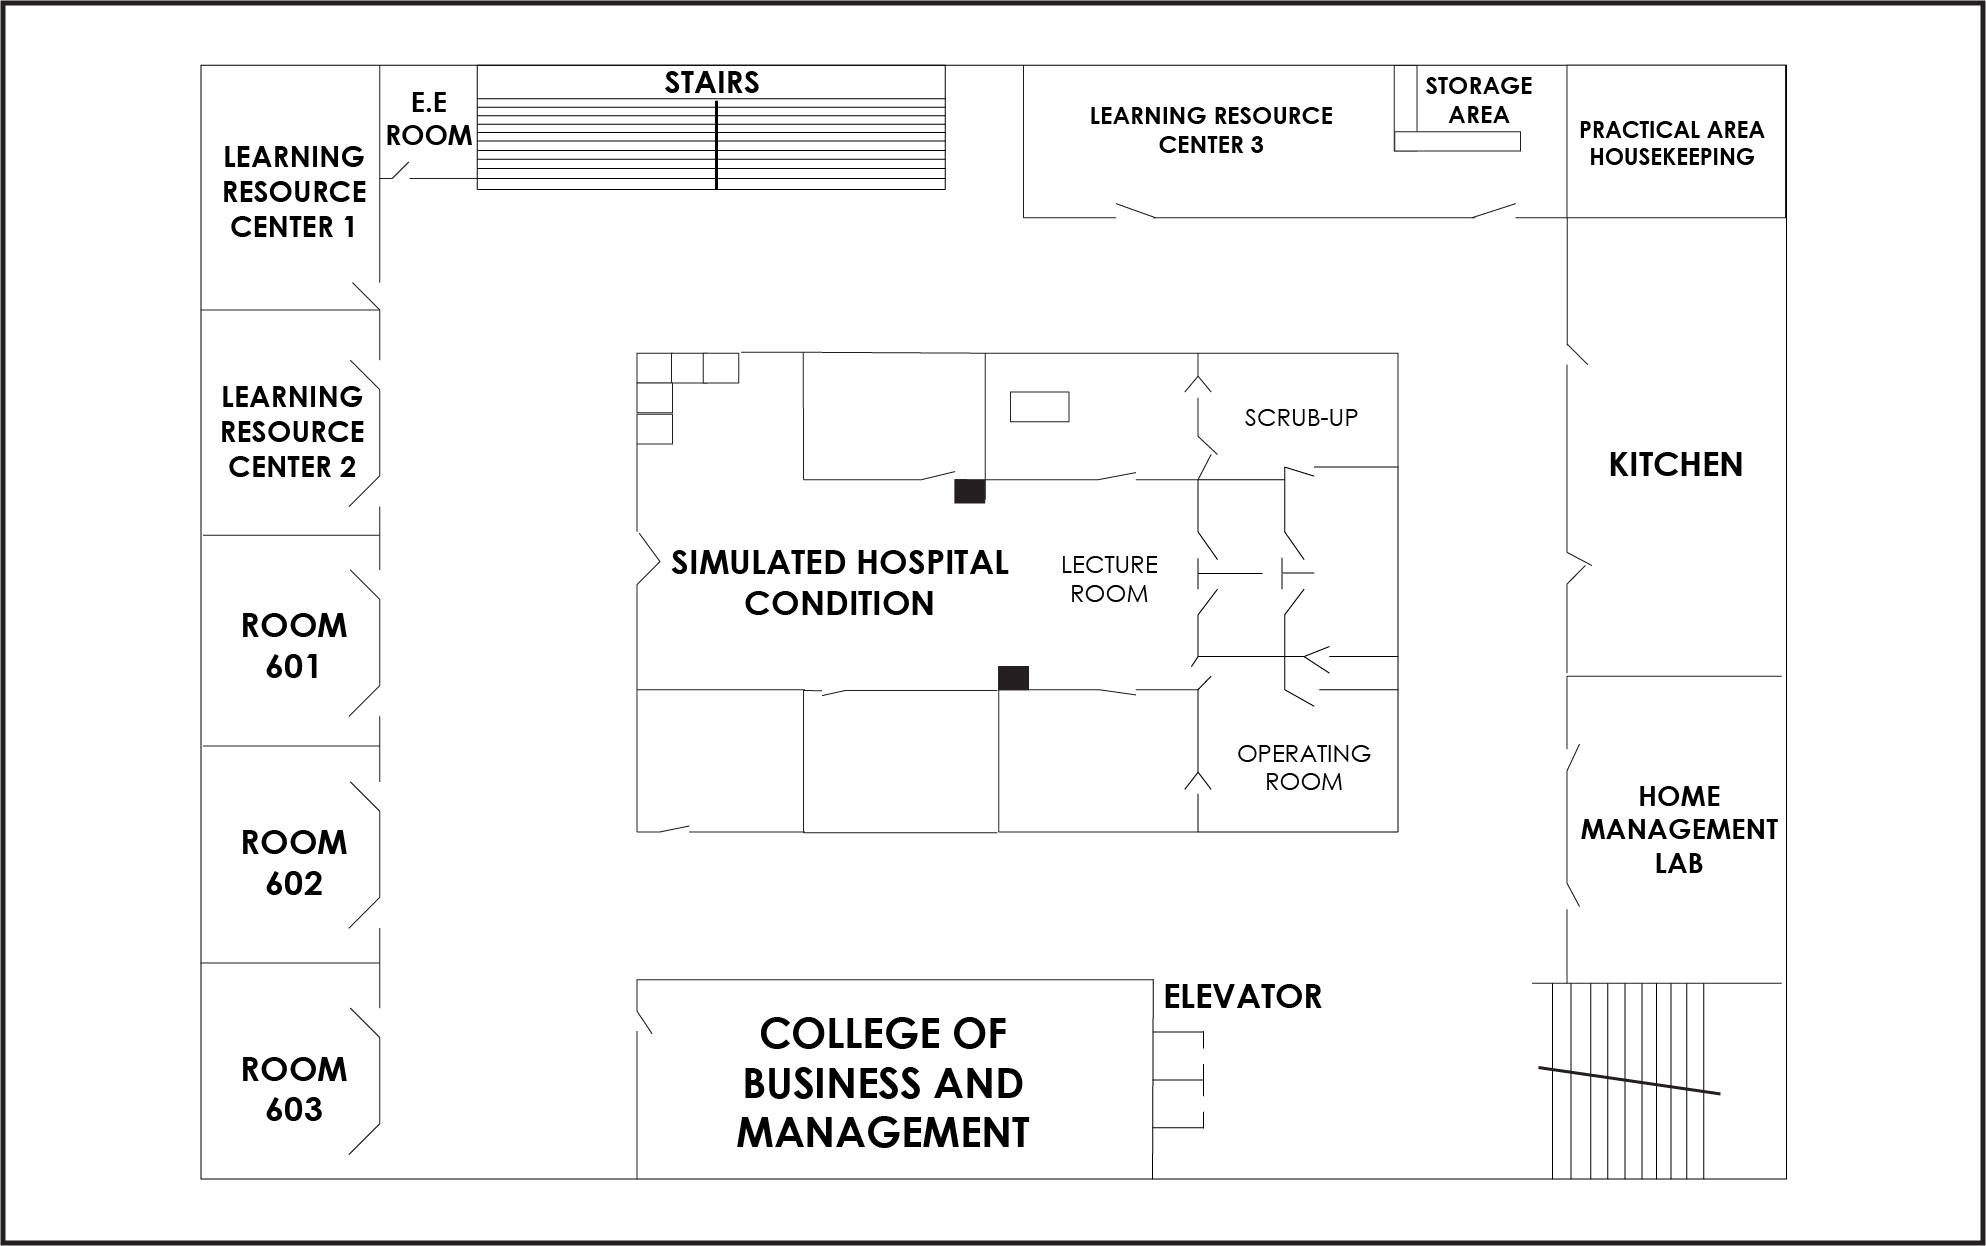 STAIRS
E.E
ROOM
LEARNING
RESOURCE
CENTER 1
LEARNING RESOURCE
CENTER 3
STORAGE
AREA
PRACTICAL AREA
HOUSEKEEPING
LEARNING
RESOURCE
CENTER 2
SCRUB-UP
KITCHEN
SIMULATED HOSPITAL
CONDITION
LECTURE
ROOM
ROOM
601
OPERATING
ROOM
HOME
MANAGEMENT
LAB
ROOM
602
ELEVATOR
COLLEGE OF
BUSINESS AND
MANAGEMENT
ROOM
603